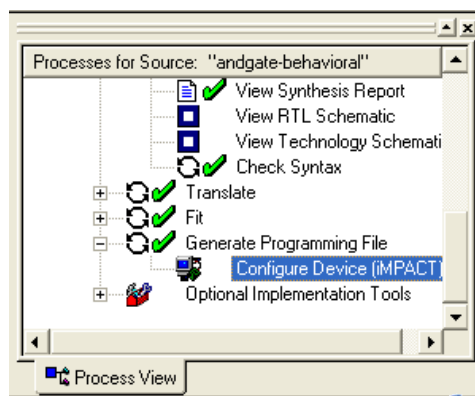 Processes for Source: "andgate-behavioral"
View Synthesis Report
View RTL Schematic
View Technology Schemati
Check Syntax
Translate
Fit
Generate Programming File
Configure Device (iMPACT)
Optional Implementation Tools
Process View